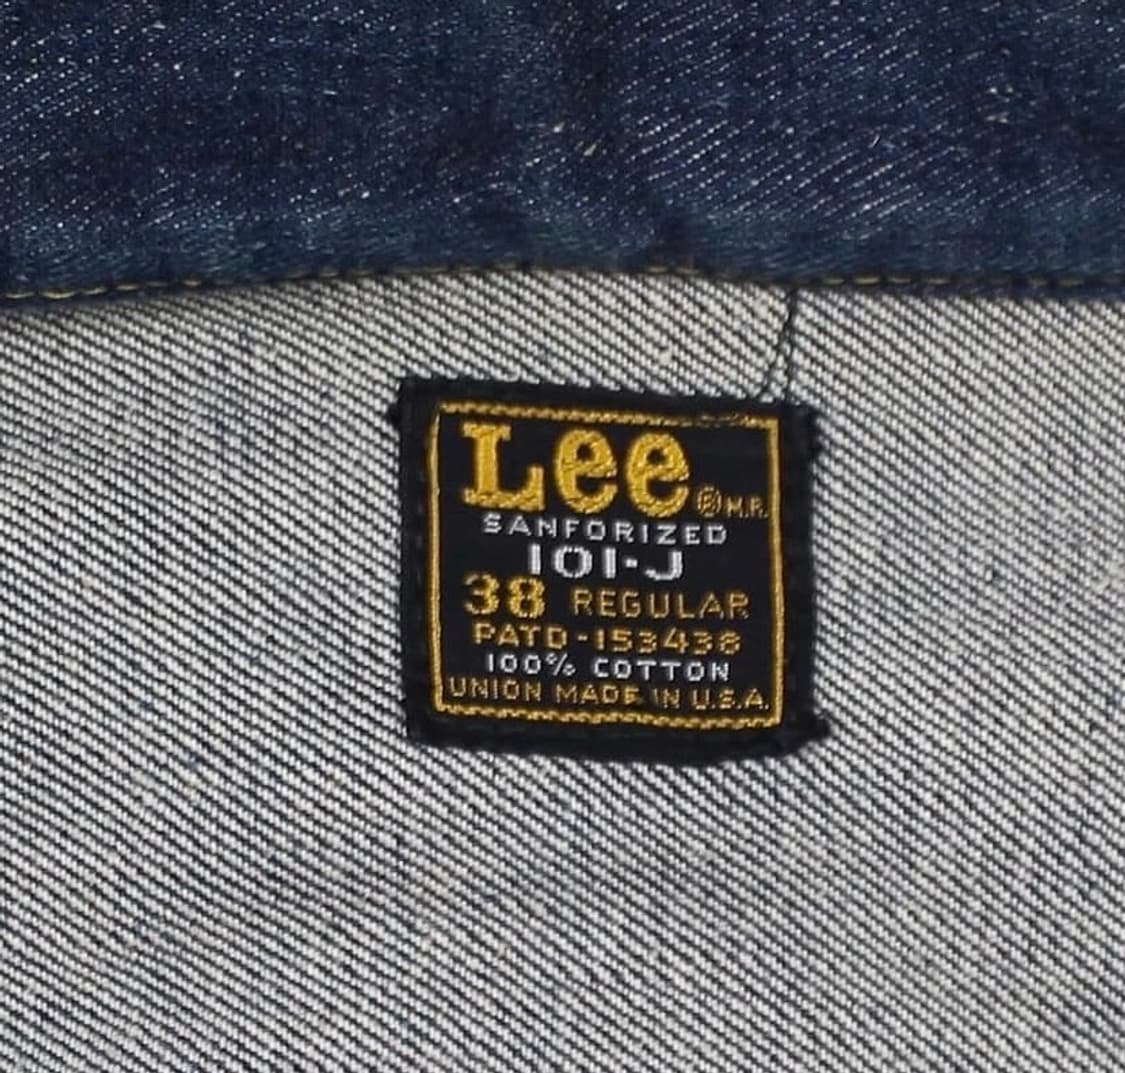 Lee ® M.R.
SANFORIZED
101-J
38 REGULAR
PATD-153438
100% COTTON
UNION MADE IN U.S.A.